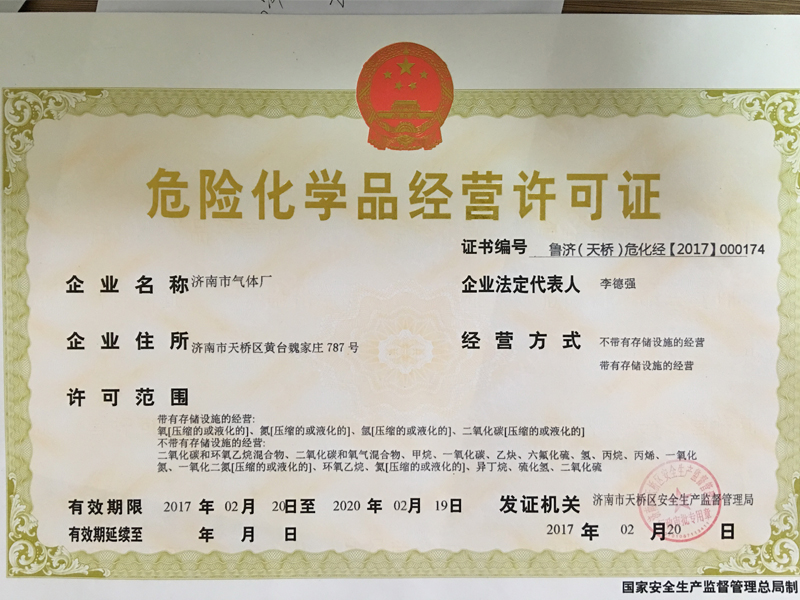 危险化学品经营许可证
证书编号 鲁济(天桥)危化经【2017】000174
企业名称 济南市气体厂 企业法定代表人 李德强
企业住所 济南市天桥区黄台魏家庄 787 号 经营方式 不带有存储设施的经营
带有存储设施的经营
许可范围
带有存储设施的经营:
氧[压缩的或液化的]、氮[压缩的或液化的]、氩[压缩的或液化的]、二氧化碳[压缩的或液化的]
不带有存储设施的经营:
二氧化碳和环氧乙烷混合物、二氧化碳和氧气混合物、甲烷、一氧化碳、乙炔、六氟化硫、氢、丙烷、丙烯、一氧化
氮、一氧化二氮[压缩的或液化的]、环氧乙烷、氦[压缩的或液化的]、异丁烷、硫化氢、二氧化硫
有效期限 2017 年 02月 20日至 2020 年 02月 19日 发证机关 济南市天桥区安全生产监督管理局
有效期延续至 年 月 日 2017 年 02 月20 日
国家安全生产监督管理总局制